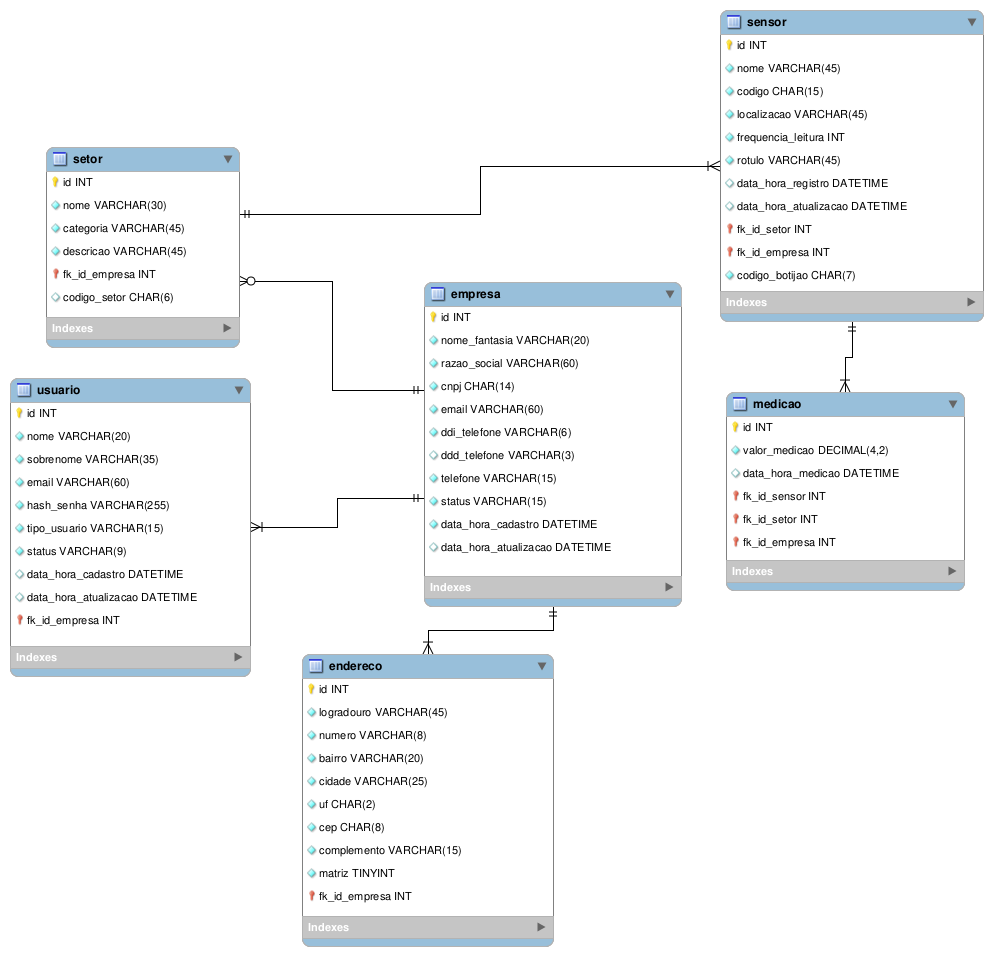 sensor
id INT
nome VARCHAR(45)
codigo CHAR(15)
localizacao VARCHAR(45)
frequencia_leitura INT
rotulo VARCHAR(45)
data_hora_registro DATETIME
data_hora_atualizacao DATETIME
fk_id_setor INT
fk_id_empresa INT
codigo_botijao CHAR(7)
Indexes
setor
id INT
nome VARCHAR(30)
categoria VARCHAR(45)
descricao VARCHAR(45)
fk_id_empresa INT
codigo_setor CHAR(6)
Indexes
empresa
id INT
nome_fantasia VARCHAR(20)
razao_social VARCHAR(60)
cnpj CHAR(14)
email VARCHAR(60)
ddi_telefone VARCHAR(6)
ddd_telefone VARCHAR(3)
telefone VARCHAR(15)
status VARCHAR(15)
data_hora_cadastro DATETIME
data_hora_atualizacao DATETIME
Indexes
usuario
id INT
nome VARCHAR(20)
sobrenome VARCHAR(35)
email VARCHAR(60)
hash_senha VARCHAR(255)
tipo_usuario VARCHAR(15)
status VARCHAR(9)
data_hora_cadastro DATETIME
data_hora_atualizacao DATETIME
fk_id_empresa INT
Indexes
medicao
id INT
valor_medicao DECIMAL(4,2)
data_hora_medicao DATETIME
fk_id_sensor INT
fk_id_setor INT
fk_id_empresa INT
Indexes
endereco
id INT
logradouro VARCHAR(45)
numero VARCHAR(8)
bairro VARCHAR(20)
cidade VARCHAR(25)
uf CHAR(2)
cep CHAR(8)
complemento VARCHAR(15)
matriz TINYINT
fk_id_empresa INT
Indexes